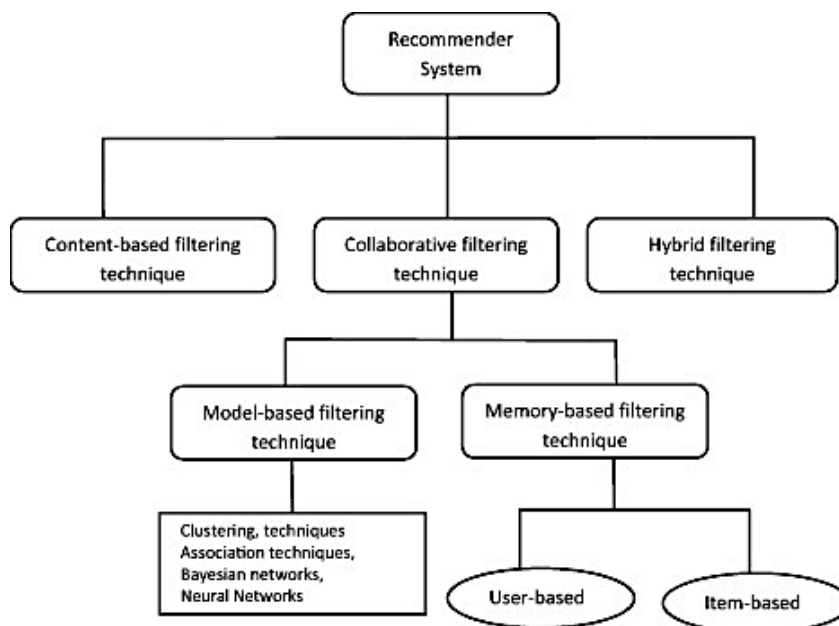 Recommender
System
Content-based filtering
technique
Collaborative filtering
technique
Hybrid filtering
technique
Model-based filtering
technique
Memory-based filtering
technique
Clustering, techniques
Association techniques,
Bayesian networks,
Neural Networks
User-based
Item-based